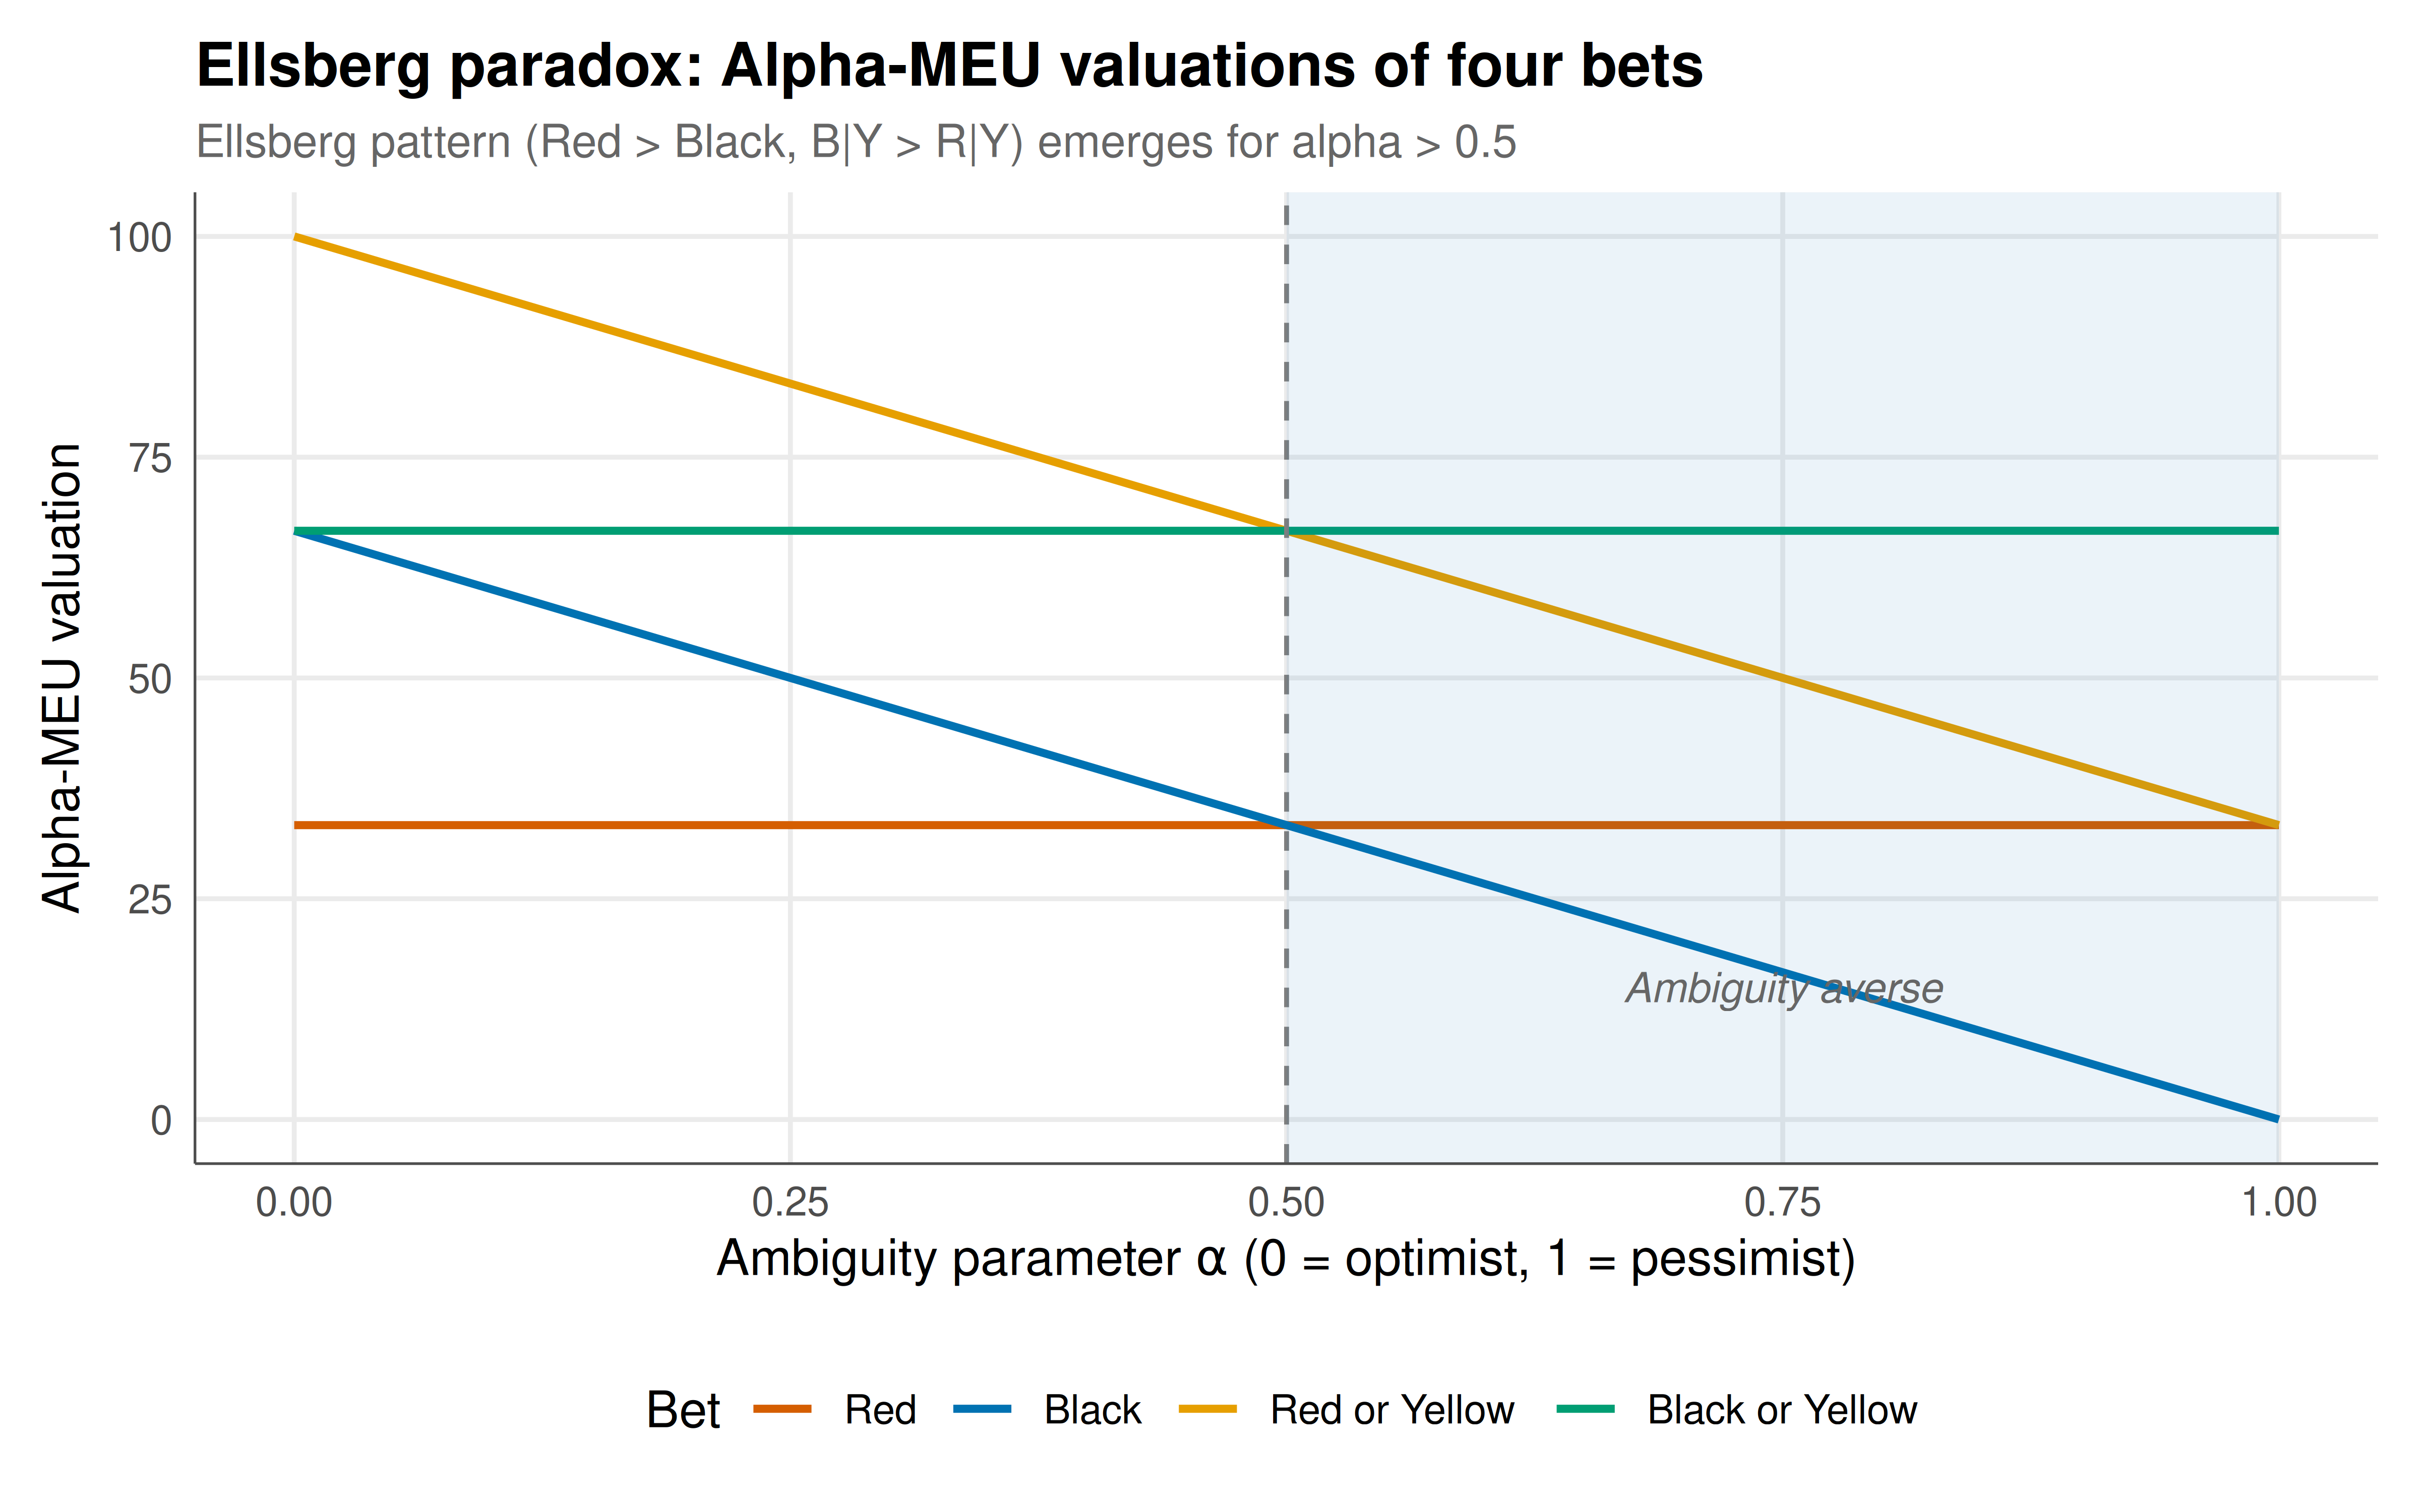 Ellsberg paradox: Alpha-MEU valuations of four bets
Ellsberg pattern (Red > Black, B|Y > R|Y) emerges for alpha > 0.5
Alpha-MEU valuation
100
75
50
25
0
Ambiguity averse
0.00 0.25 0.50 0.75 1.00
Ambiguity parameter α (0 = optimist, 1 = pessimist)
Bet Red Black Red or Yellow Black or Yellow